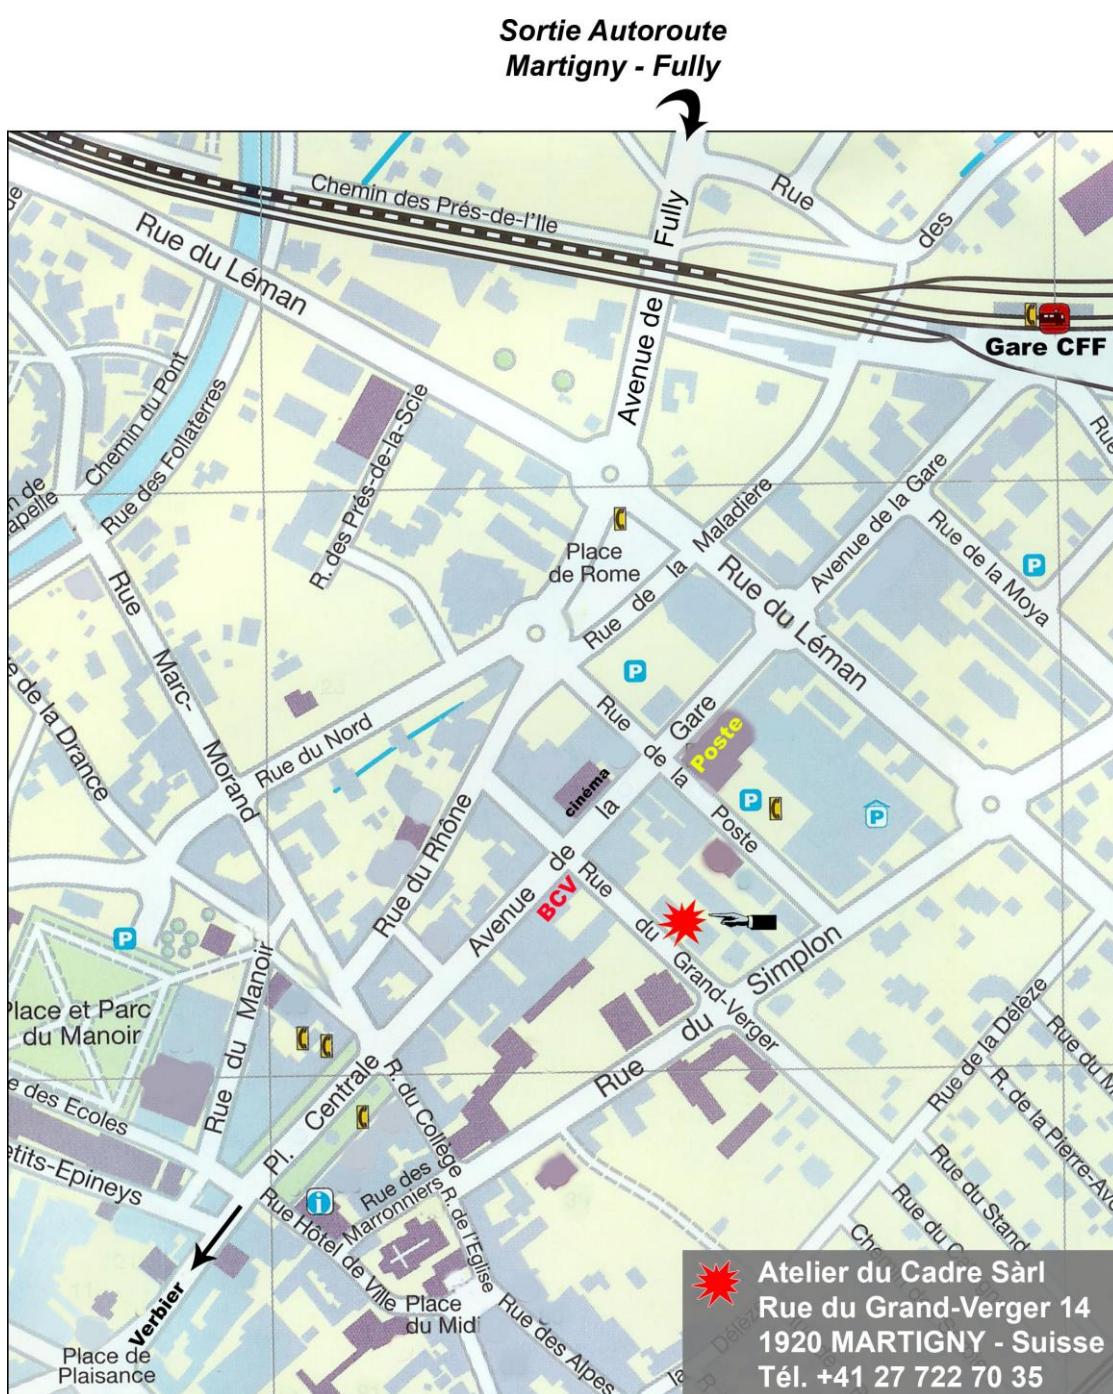 Sortie Autoroute
Martigny - Fully
Chemin des Prés-de-l'Ile
Rue du Léman
Avenue de Fully
Rue
des
Gare CFF
Chemin du Pont
Rue des Follaterres
R. des Prés-de-la-Scie
Place
de Rome
Rue de la Maladière
Avenue de la Gare
Rue de la Moya
Rue
P
Rue du Léman
Rue Marc-Morand
Rue du Nord
P
Rue de la Poste
Poste
cinéma
P
P
Rue du Rhône
Avenue de la Gare
BCV
Rue du Grand-Verger
Rue du Simplon
P
Place et Parc
du Manoir
Rue du Manoir
Pl. Centrale
R. du Collège
Rue des
Marronniers
R. de l'Eglise
i
Rue Hôtel de Ville
Place
du Midi
Rue des Alpes
Rue de la Délèze
R. de la Pierre-
Rue du Stand
Verbier
Place de
Plaisance
Atelier du Cadre Sàrl
Rue du Grand-Verger 14
1920 MARTIGNY - Suisse
Tél. +41 27 722 70 35